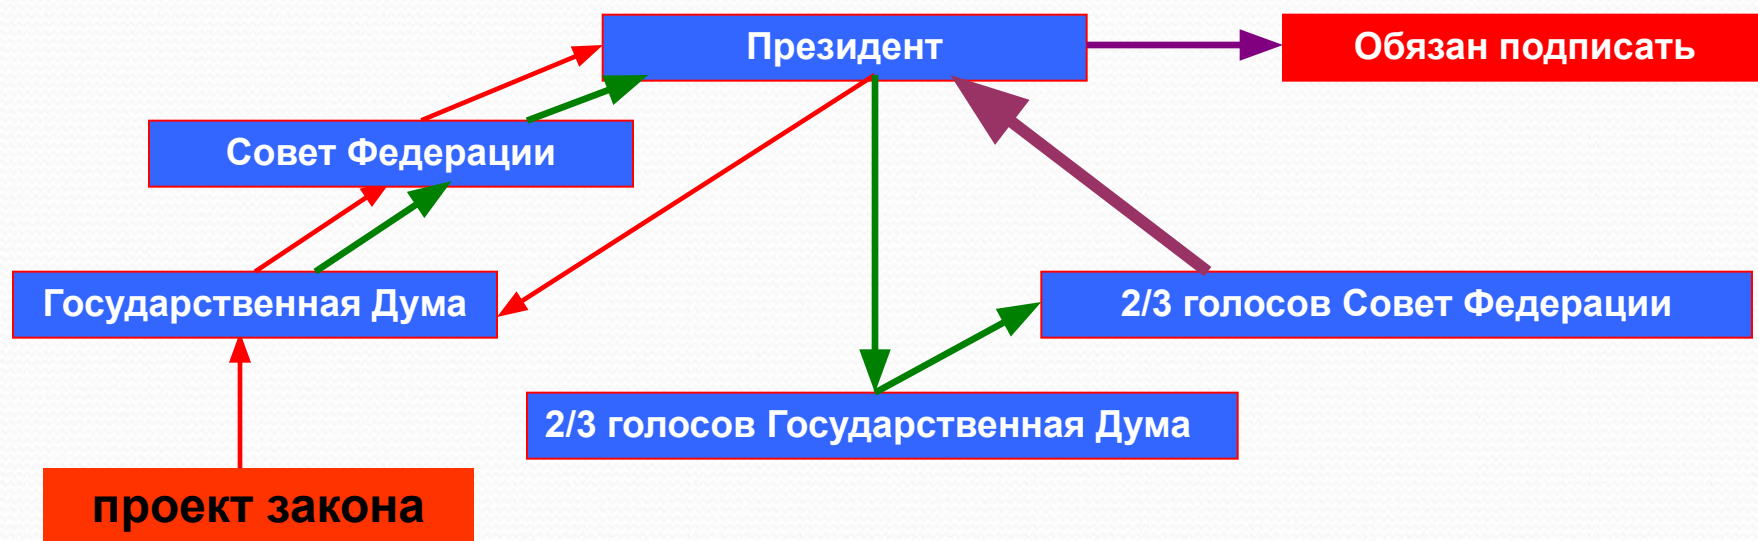 Президент
Обязан подписать
Совет Федерации
Государственная Дума
2/3 голосов Совет Федерации
2/3 голосов Государственная Дума
проект закона